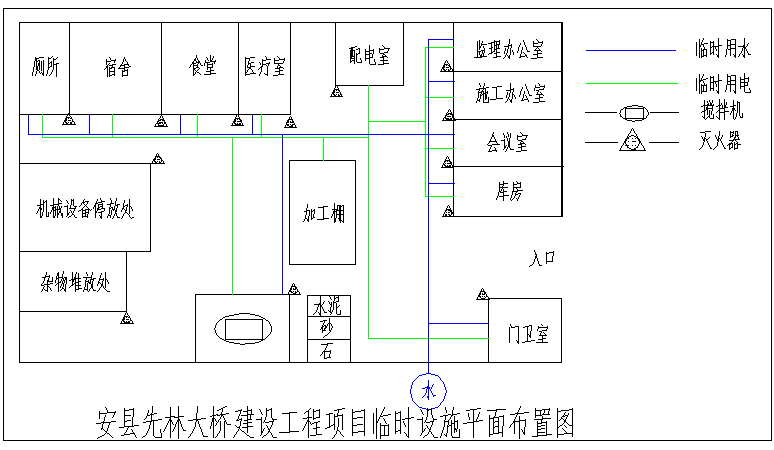 厕所 宿舍 食堂 医疗室 配电室 监理办公室 临时用水
施工办公室 临时用电
搅拌机
会议室 灭火器
库房
机械设备停放处 加工棚
杂物堆放处 入口
水泥
砂
石
门卫室
水
安县先林大桥建设工程项目临时设施平面布置图